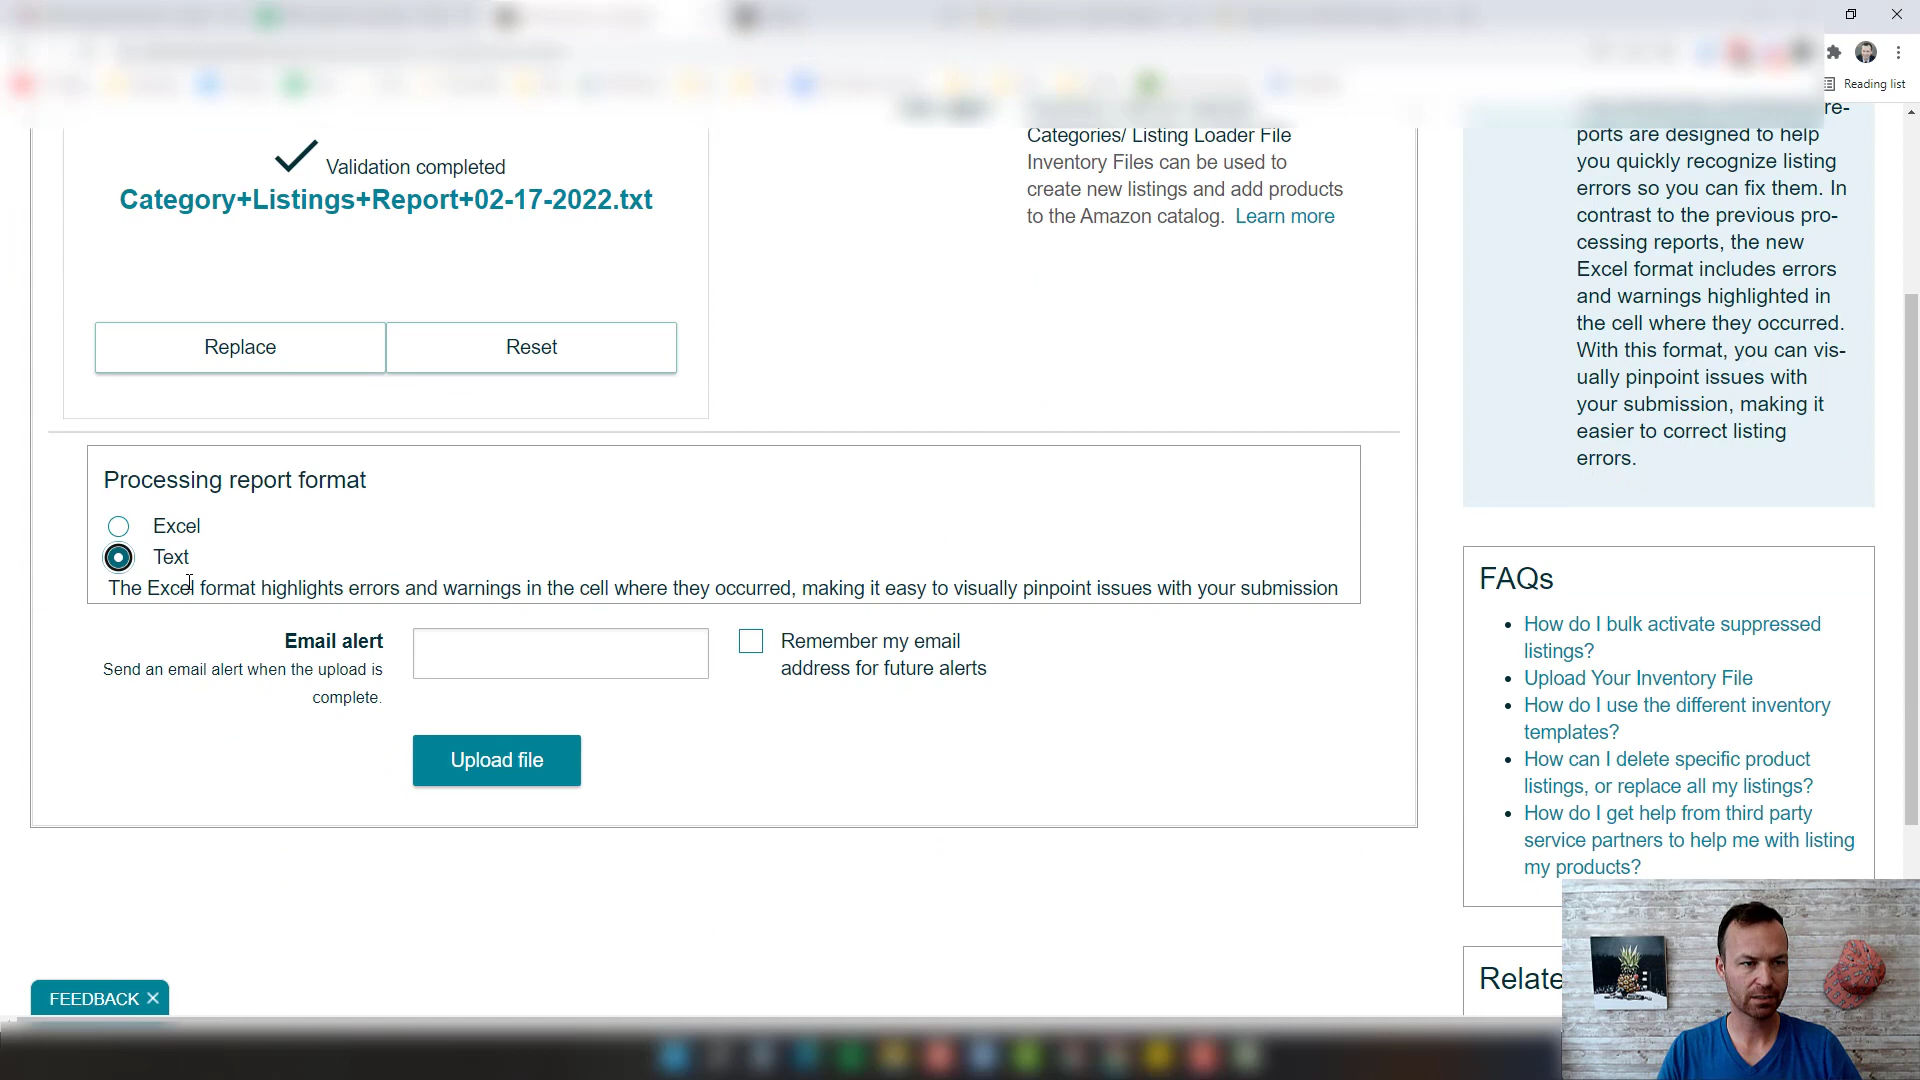 Reading list
Validation completed
Category+Listings+Report+02-17-2022.txt
Replace
Reset
Categories/ Listing Loader File
Inventory Files can be used to
create new listings and add products
to the Amazon catalog. Learn more
Processing report format
Excel
Text
The Excel format highlights errors and warnings in the cell where they occurred, making it easy to visually pinpoint issues with your submission
Email alert
Send an email alert when the upload is
complete.
Remember my email
address for future alerts
Upload file
re-
ports are designed to help
you quickly recognize listing
errors so you can fix them. In
contrast to the previous pro-
cessing reports, the new
Excel format includes errors
and warnings highlighted in
the cell where they occurred.
With this format, you can vis-
ually pinpoint issues with
your submission, making it
easier to correct listing
errors.
FAQs
How do I bulk activate suppressed
listings?
Upload Your Inventory File
How do I use the different inventory
templates?
How can I delete specific product
listings, or replace all my listings?
How do I get help from third party
service partners to help me with listing
my products?
Relate
FEEDBACK